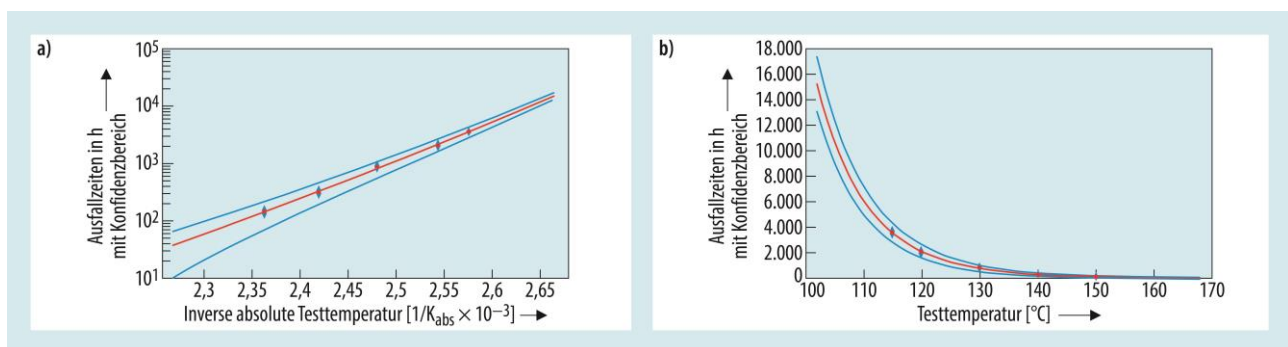 a)
Ausfallzeiten in h
mit Konfidenzbereich
10⁵
10⁴
10³
10²
10¹
2,3 2,35 2,4 2,45 2,5 2,55 2,6 2,65
Inverse absolute Testtemperatur [1/Kabs × 10⁻³]
b)
Ausfallzeiten in h
mit Konfidenzbereich
18.000
16.000
14.000
12.000
10.000
8.000
6.000
4.000
2.000
0
100 110 120 130 140 150 160 170
Testtemperatur [°C]